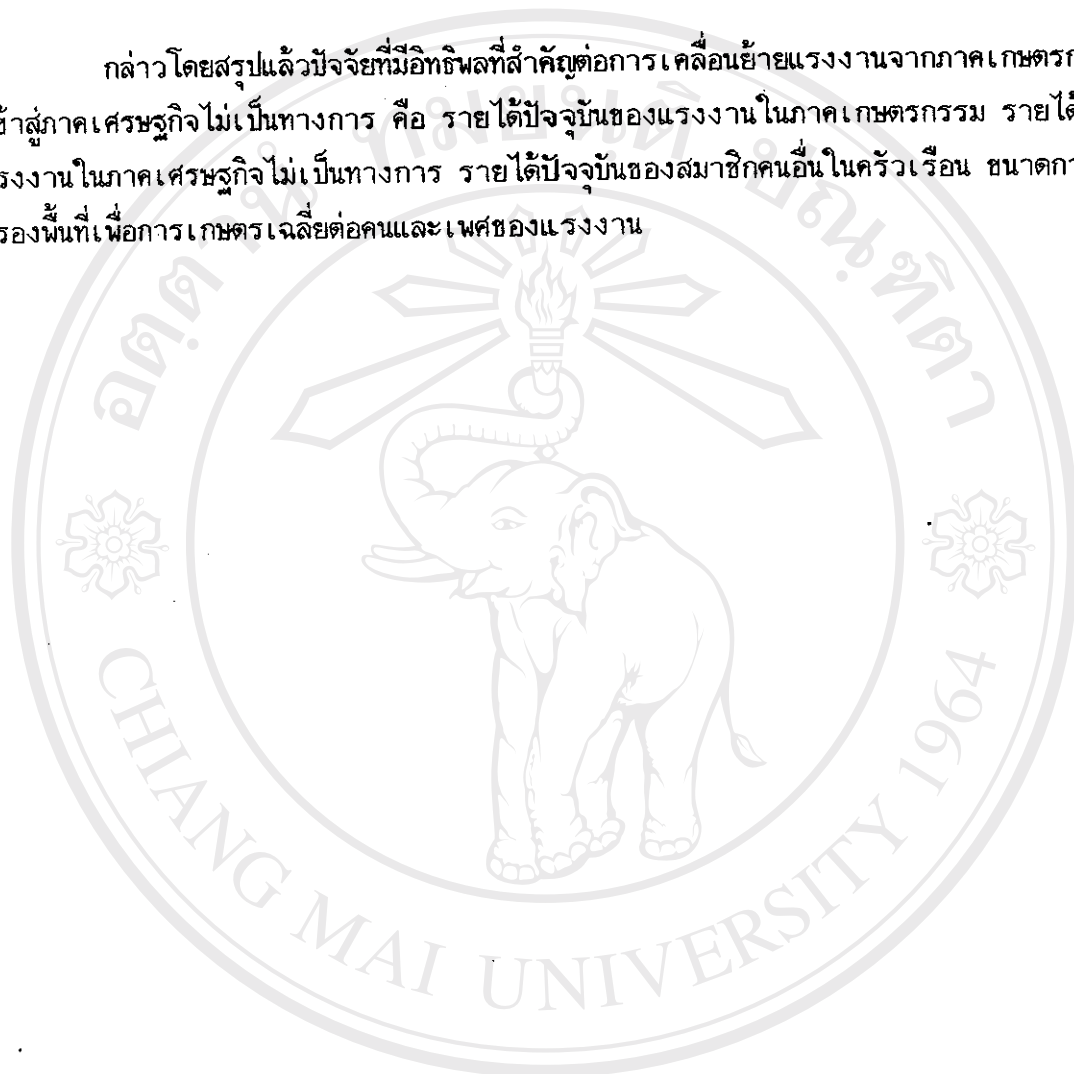 กล่าวโดยสรุปแล้วปัจจัยที่มีอิทธิพลที่สำคัญต่อการเคลื่อนย้ายแรงงานจากภาคเกษตรก
ข้าสู่ภาคเศรษฐกิจไม่เป็นทางการ คือ รายได้ปัจจุบันของแรงงานในภาคเกษตรกรรม รายได้
รงงานในภาคเศรษฐกิจไม่เป็นทางการ รายได้ปัจจุบันของสมาชิกคนอื่นในครัวเรือน ขนาดกา
รองพื้นที่เพื่อการเกษตรเฉลี่ยต่อคนและเพศของแรงงาน
CHIANG MAI UNIVERSITY 1964